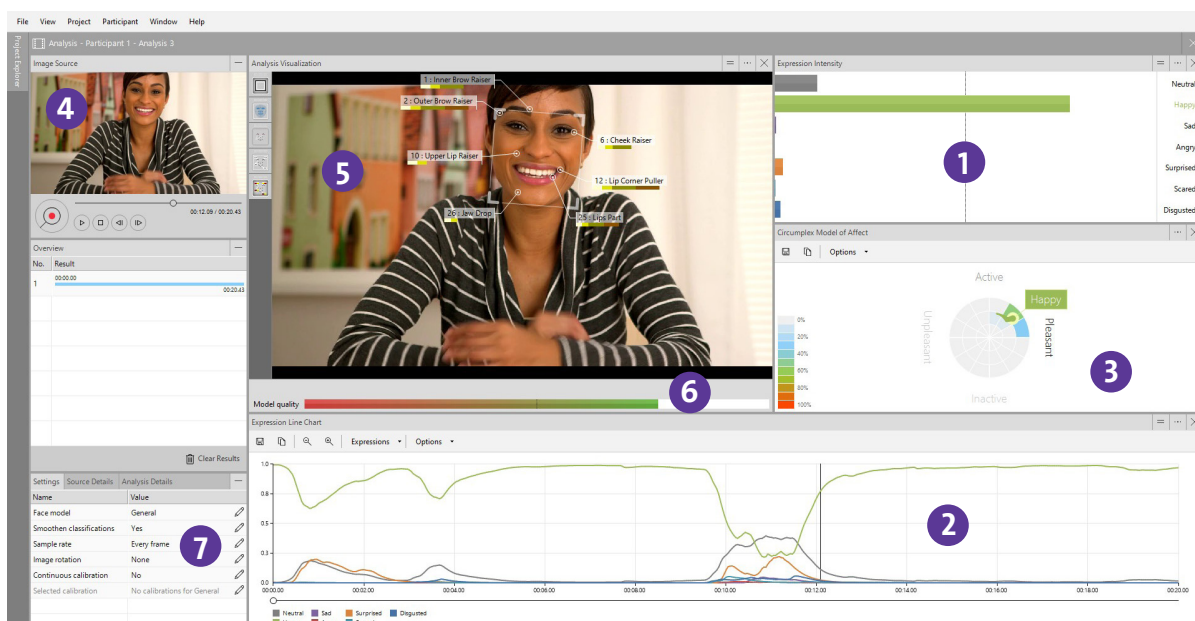 File View Project Participant Window Help
Project Explorer
Analysis - Participant 1 - Analysis 3
Image Source
4
00:12.09 / 00:20.43
Overview
No. Result
1 00:00.00
00:20.43
Clear Results
Settings Source Details Analysis Details
Name Value
Face model General
Smoothen classifications Yes
Sample rate Every frame
7
Image rotation None
Continuous calibration No
Selected calibration No calibrations for General
Analysis Visualization
1 : Inner Brow Raiser
2 : Outer Brow Raiser
6 : Cheek Raiser
10 : Upper Lip Raiser
5
12 : Lip Corner Puller
26 : Jaw Drop
25 : Lips Part
6
Model quality
Expression Intensity
Neutral
Happy
Sad
Angry
1
Surprised
Scared
Disgusted
Circumplex Model of Affect
Options
Active
Happy
Unpleasant
Pleasant
Inactive
0%
20%
40%
60%
80%
100%
3
Expression Line Chart
Expressions Options
1.0
0.8
0.5
0.3
0.0
2
00:00.00 00:02.00 00:04.00 00:06.00 00:08.00 00:10.00 00:12.00 00:14.00 00:16.00 00:18.00 00:20.00
Neutral Sad Surprised Disgusted